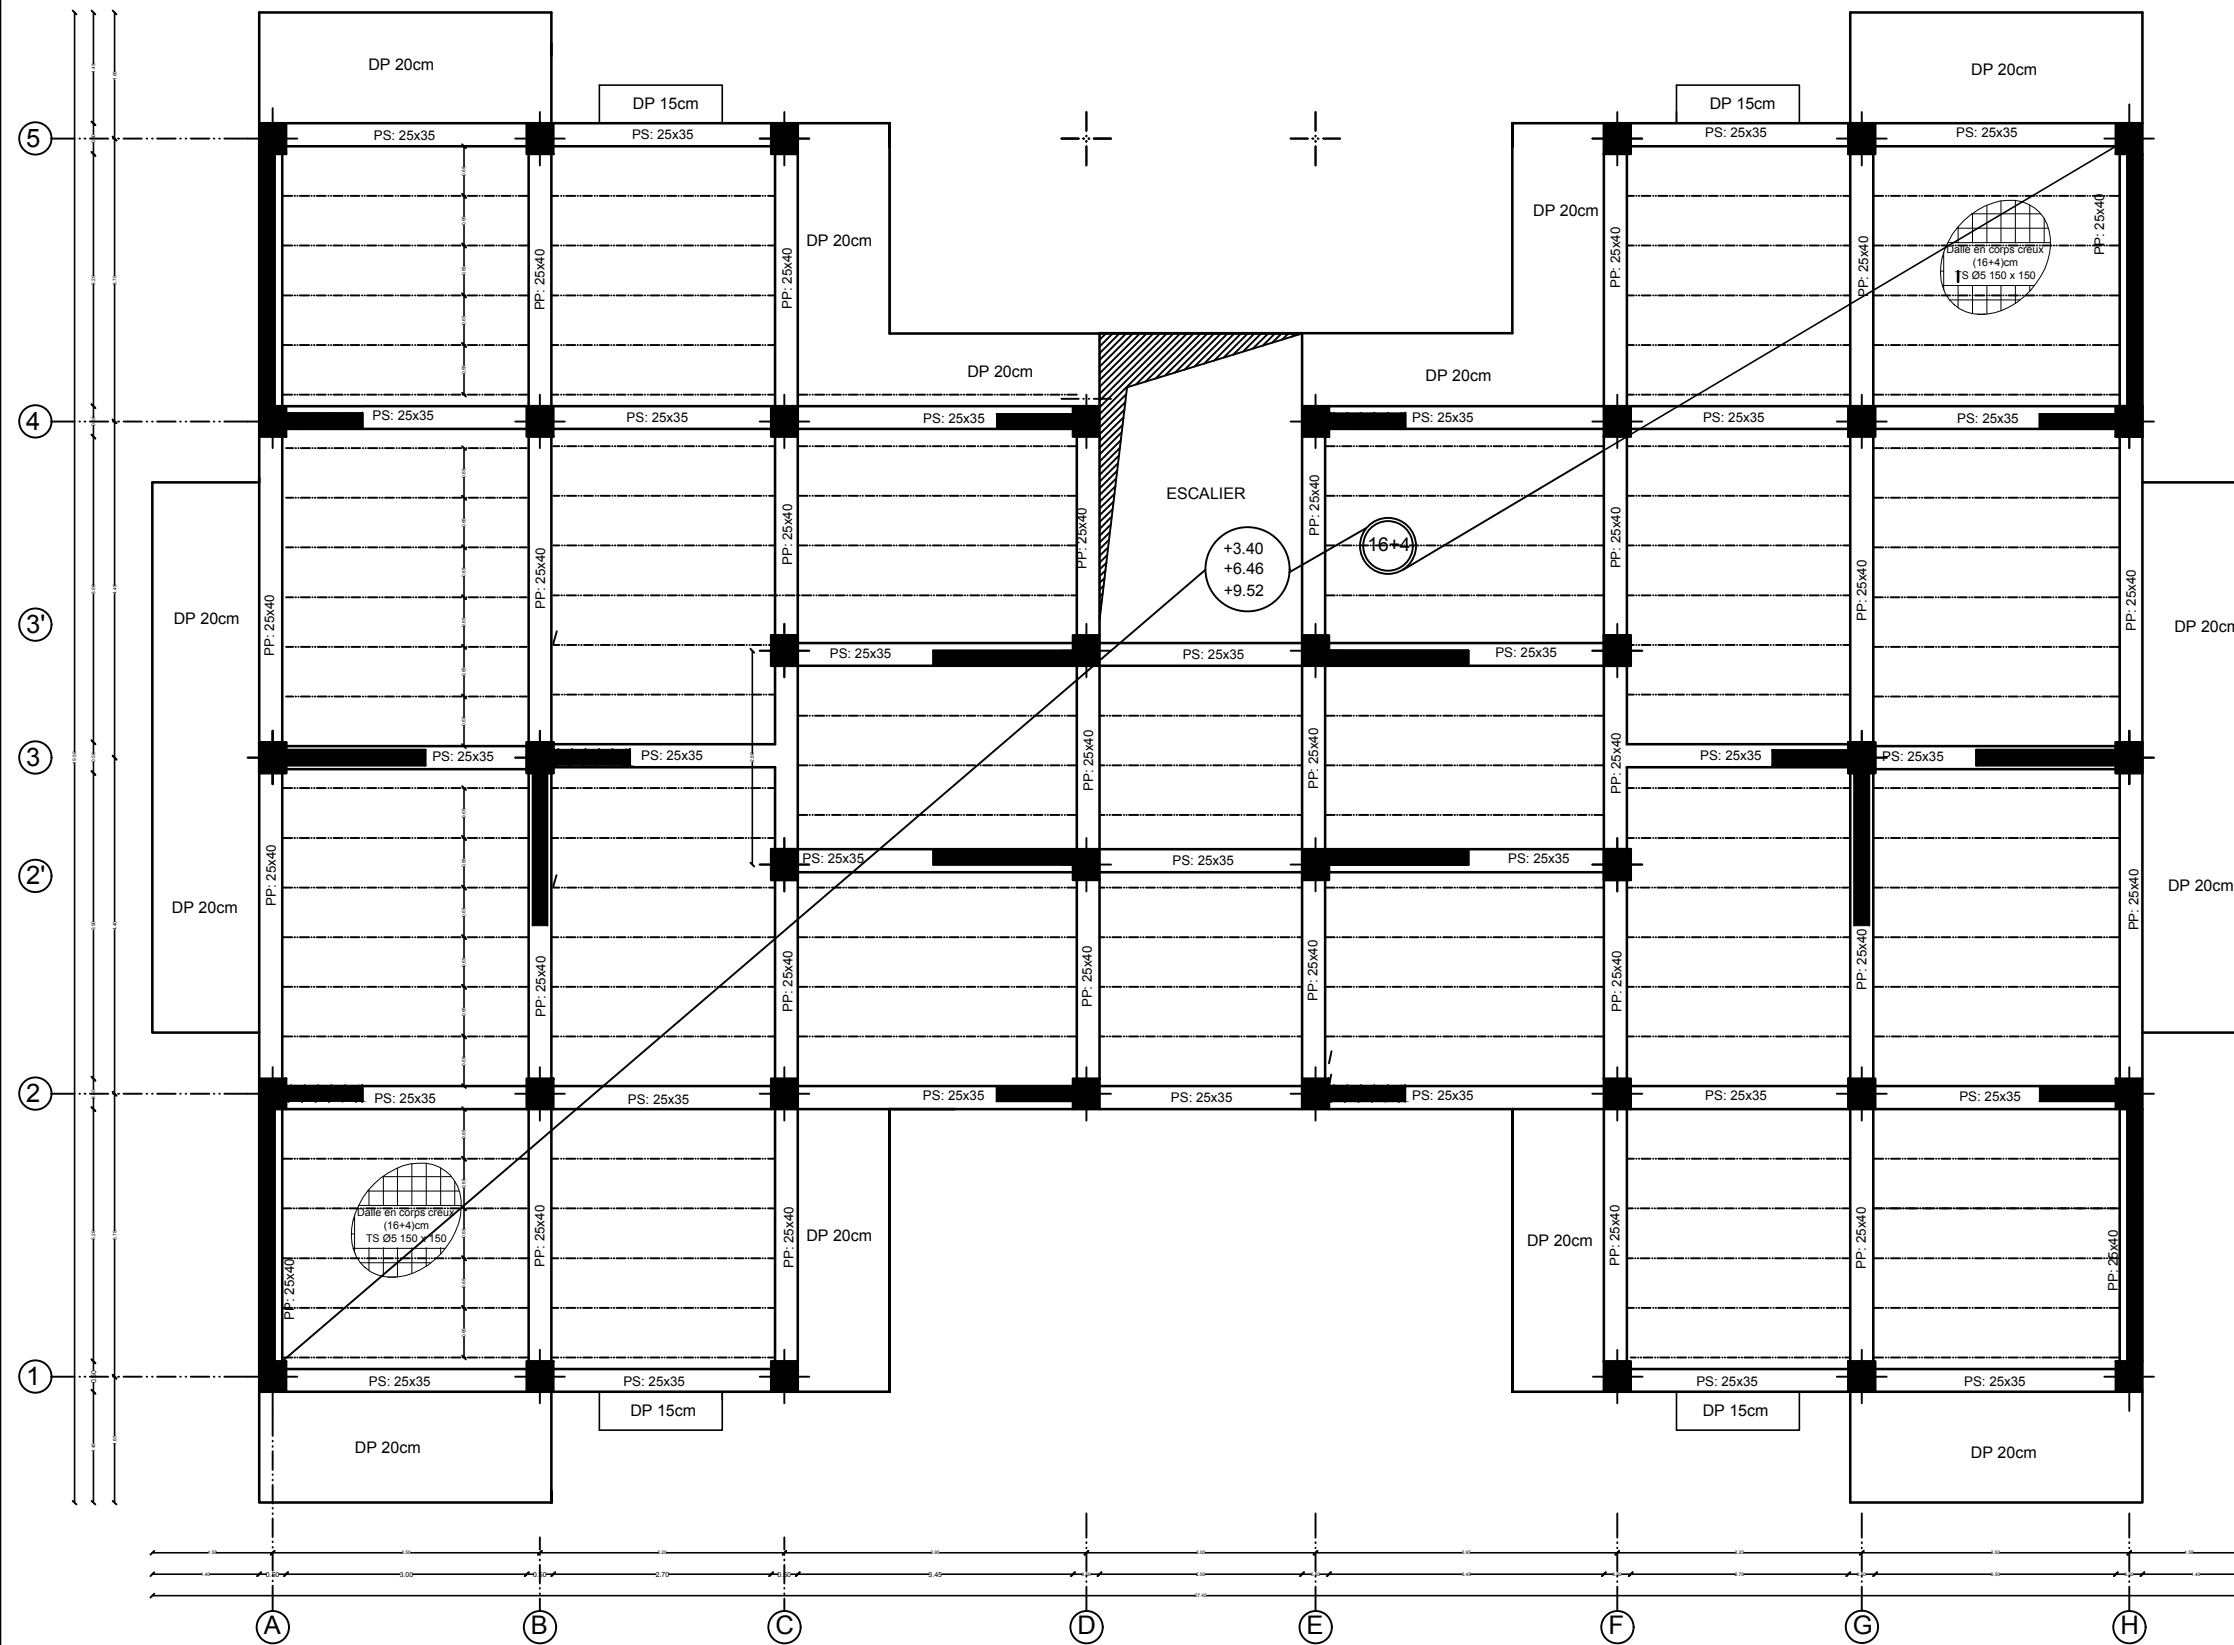 DP 20cm
DP 20cm
DP 15cm
DP 15cm
5
PS: 25x35
PS: 25x35
PS: 25x35
PS: 25x35
DP 20cm
DP 20cm
PP: 25x40
PP: 25x40
PP: 25x40
PP: 25x40
PP: 25x40
Dalle en corps creux
(16+4)cm
TS Ø5 150 x 150
DP 20cm
DP 20cm
4
PS: 25x35
PS: 25x35
PS: 25x35
PS: 25x35
PS: 25x35
PS: 25x35
ESCALIER
PP: 25x40
PP: 25x40
PP: 25x40
PP: 25x40
PP: 25x40
PP: 25x40
PP: 25x40
PP: 25x40
+3.40
+6.46
+9.52
16+4
3'
DP 20cm
DP 20cm
PS: 25x35
PS: 25x35
PS: 25x35
3
PS: 25x35
PS: 25x35
PS: 25x35
PS: 25x35
PP: 25x40
PP: 25x40
PP: 25x40
2'
PS: 25x35
PS: 25x35
PS: 25x35
DP 20cm
DP 20cm
PP: 25x40
PP: 25x40
PP: 25x40
PP: 25x40
PP: 25x40
PP: 25x40
PP: 25x40
PP: 25x40
2
PS: 25x35
PS: 25x35
PS: 25x35
PS: 25x35
PS: 25x35
PS: 25x35
PS: 25x35
Dalle en corps creux
(16+4)cm
TS Ø5 150 x 150
PP: 25x40
PP: 25x40
PP: 25x40
DP 20cm
DP 20cm
PP: 25x40
PP: 25x40
PP: 25x40
1
PS: 25x35
PS: 25x35
PS: 25x35
PS: 25x35
DP 15cm
DP 15cm
DP 20cm
DP 20cm
3.00
2.70
3.45
A
B
C
D
E
F
G
H